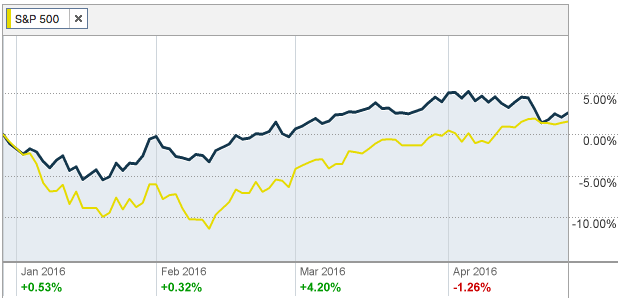 S&P 500 ×
5.00%
0.00%
-5.00%
-10.00%
Jan 2016 Feb 2016 Mar 2016 Apr 2016
+0.53% +0.32% +4.20% -1.26%